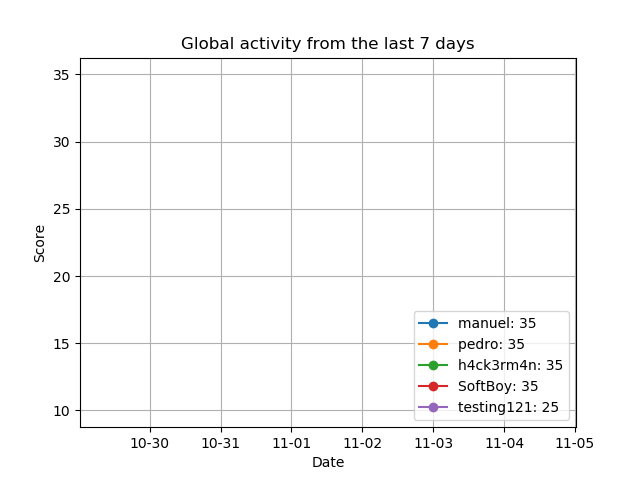 Global activity from the last 7 days
35
30
25
20
15
10
Score
manuel: 35
pedro: 35
h4ck3rm4n: 35
SoftBoy: 35
testing121: 25
10-30
10-31
11-01
11-02
11-03
11-04
11-05
Date